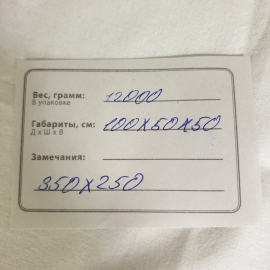 Вес, грамм: 12000
В упаковке
Габариты, см: 100х50х50
Д х Ш х В
Замечания:
350х250